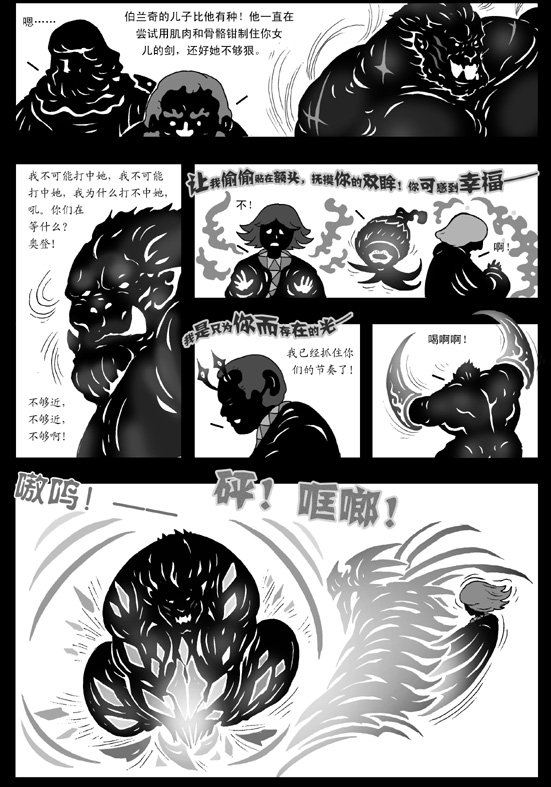 嗯……
伯兰奇的儿子比他有种！他一直在
尝试用肌肉和骨骼钳制住你女
儿的剑，还好她不够狠。
我不可能打中她，我不可能
打中她，我为什么打不中她，
吼。你们在
等什么？
奥登！
不够近，
不够近，
不够啊！
让我偷偷贴在额头，抚摸你的双眸！你可感到幸福——
不！
啊！
我是只为你而存在的光—
我已经抓住你
们的节奏了！
喝啊啊！
嗷呜！——
砰！哐啷！